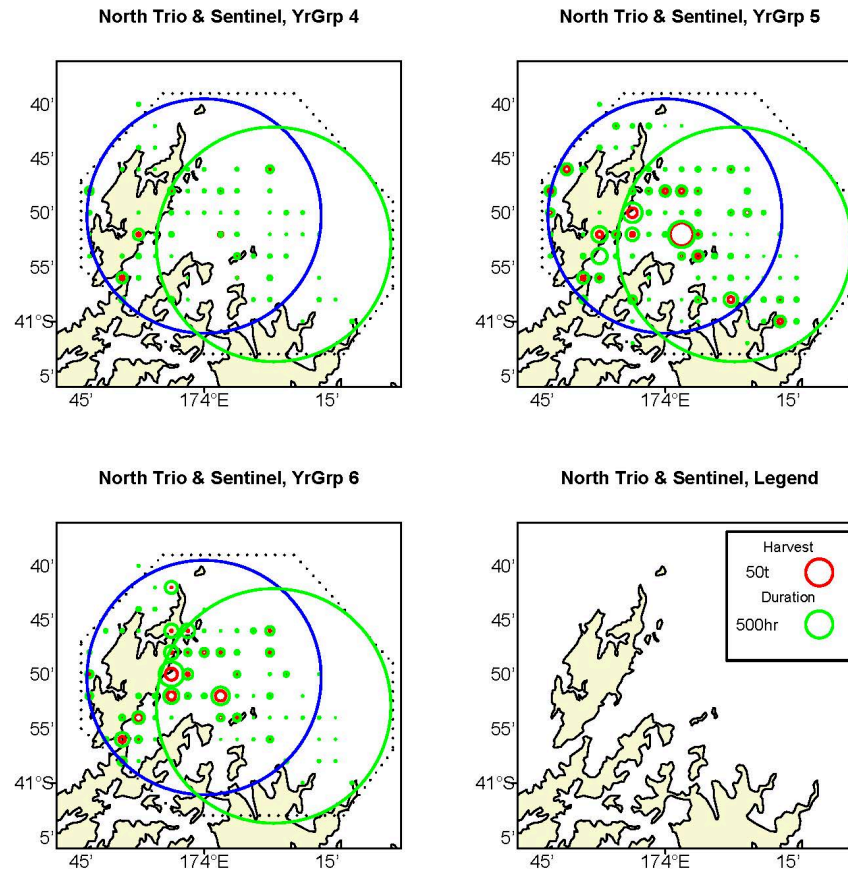 North Trio & Sentinel, YrGrp 4
40'
45'
50'
55'
41°S
5'
45'
174°E
15'
North Trio & Sentinel, YrGrp 5
40'
45'
50'
55'
41°S
5'
45'
174°E
15'
North Trio & Sentinel, YrGrp 6
40'
45'
50'
55'
41°S
5'
45'
174°E
15'
North Trio & Sentinel, Legend
Harvest
50t
Duration
500hr
40'
45'
50'
55'
41°S
5'
45'
174°E
15'